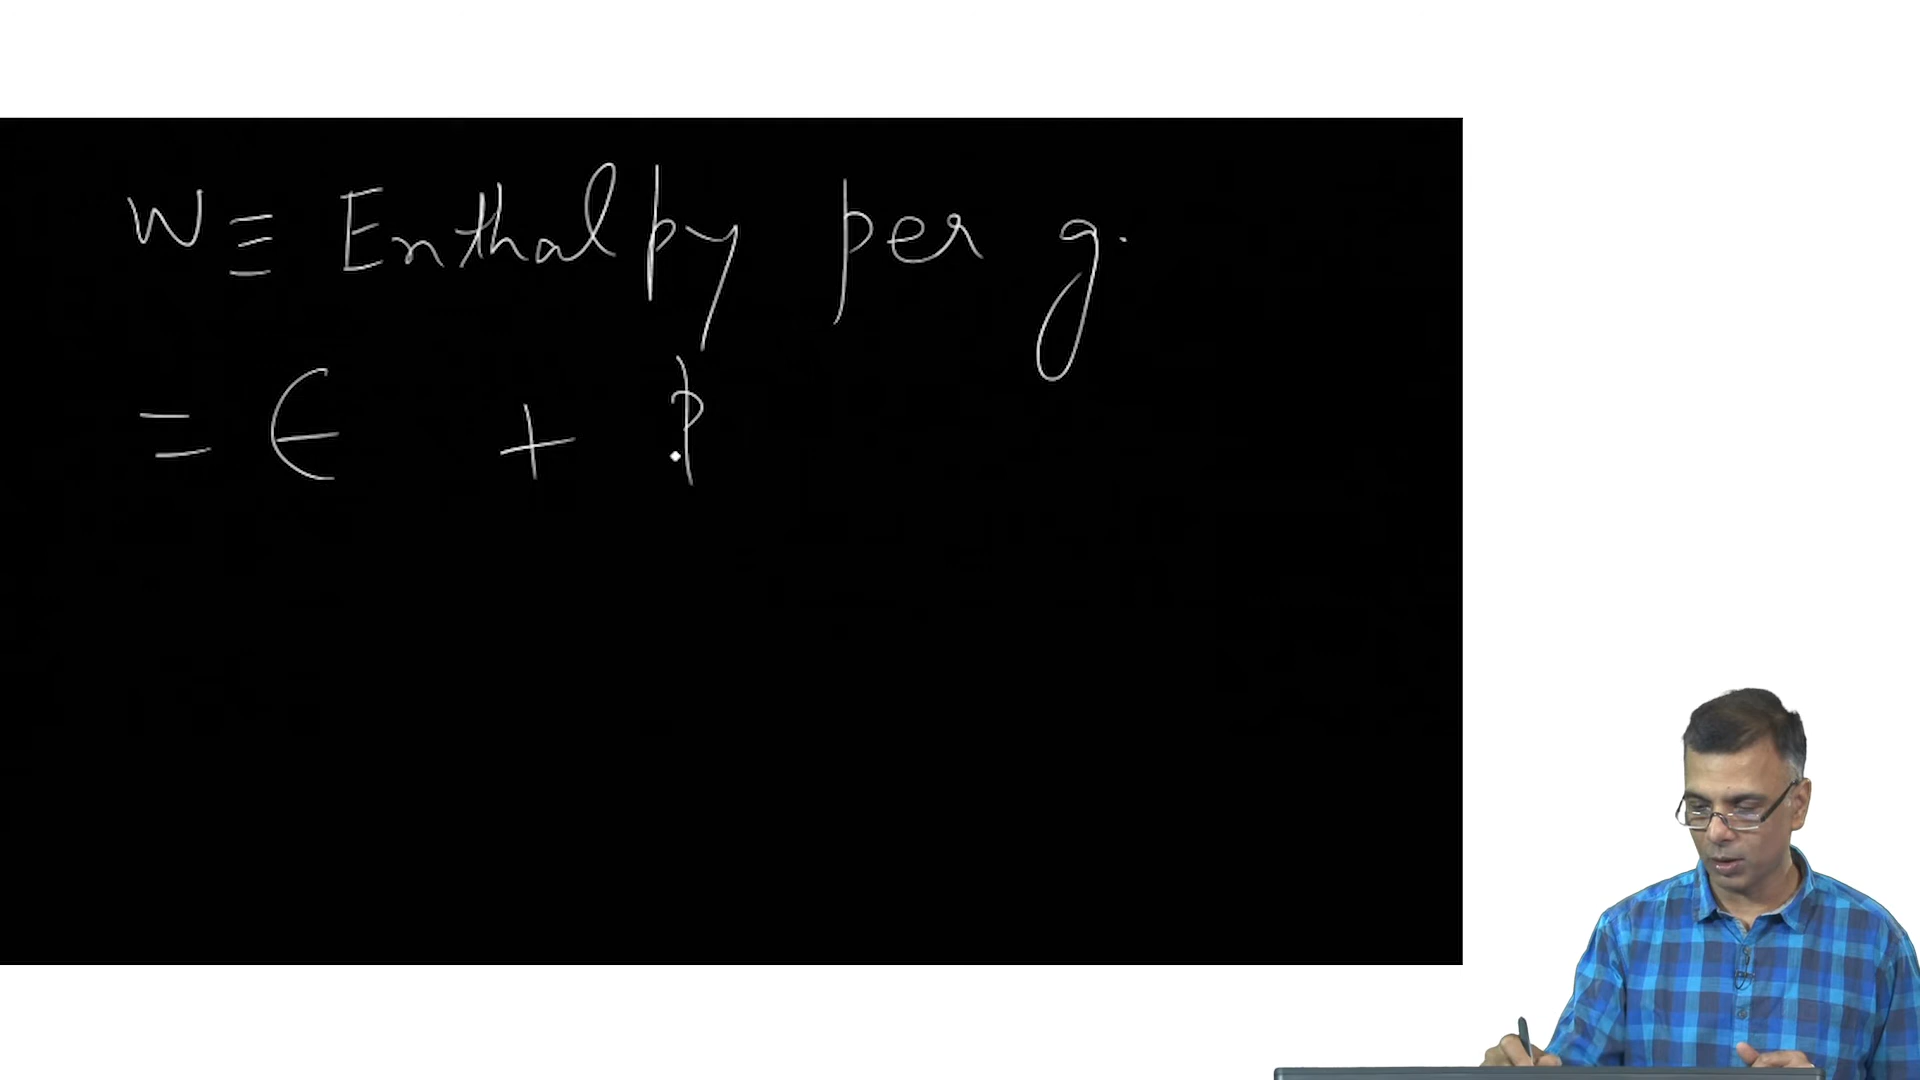 W ≡ Enthalpy per g.
= ϵ + p